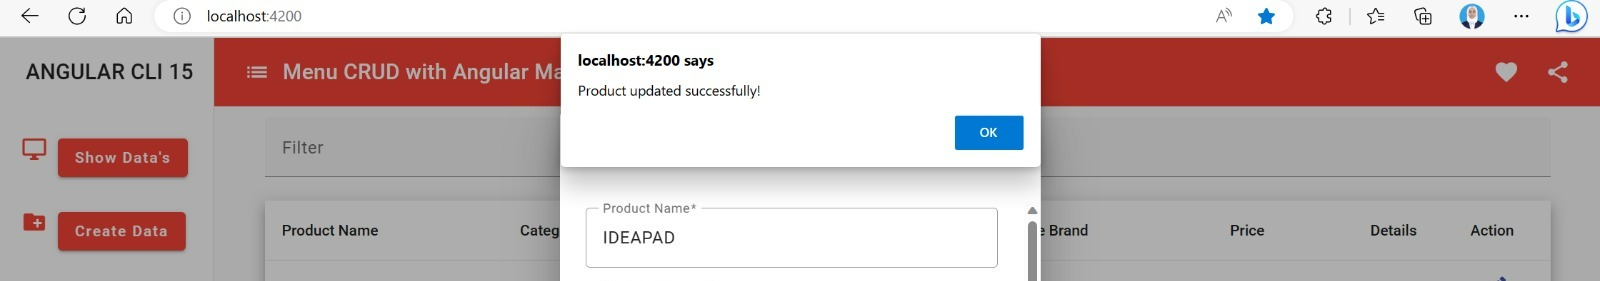 localhost:4200
localhost:4200 says
Product updated successfully!
OK
ANGULAR CLI 15
Menu CRUD with Angular Ma
Show Data's
Create Data
Filter
Product Name*
IDEAPAD
Product Name
Categ
e Brand
Price
Details
Action